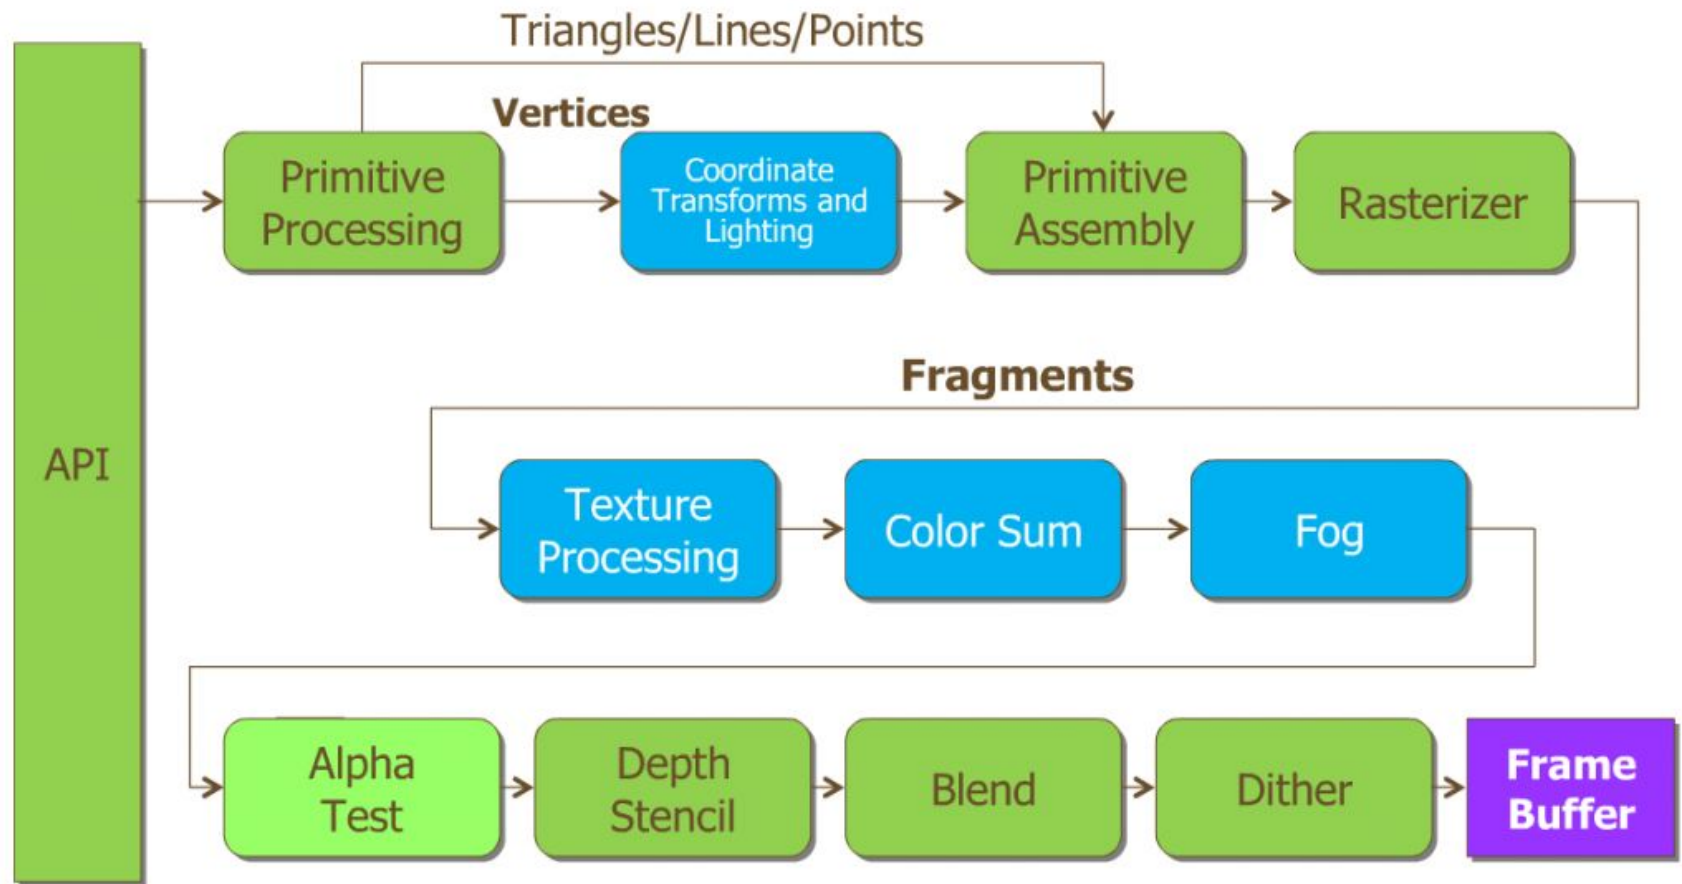 Triangles/Lines/Points
Vertices
API
Primitive
Processing
Coordinate
Transforms and
Lighting
Primitive
Assembly
Rasterizer
Fragments
Texture
Processing
Color Sum
Fog
Alpha
Test
Depth
Stencil
Blend
Dither
Frame
Buffer